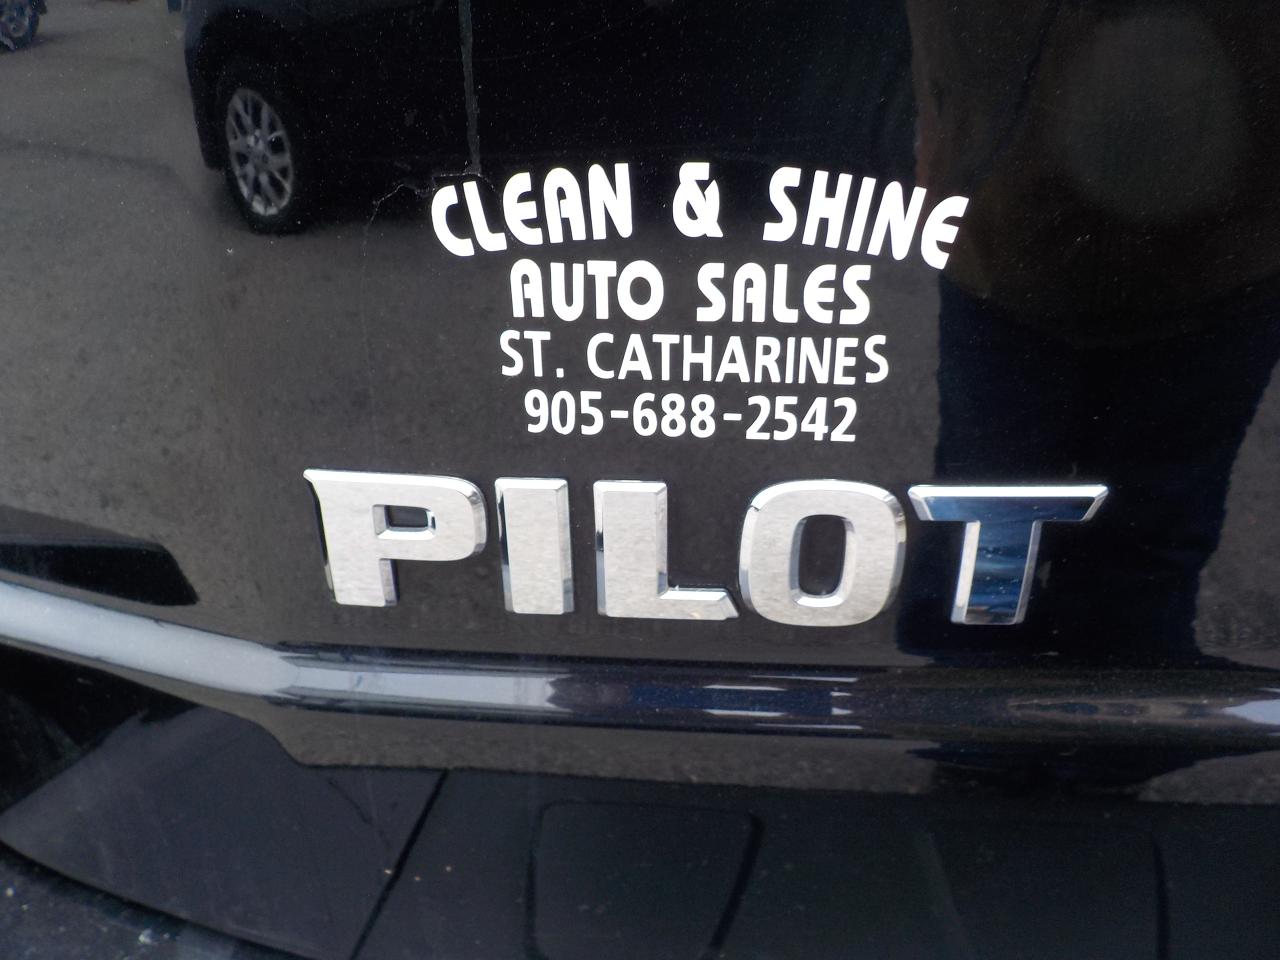 CLEAN & SHINE
AUTO SALES
ST. CATHARINES
905-688-2542
PILOT